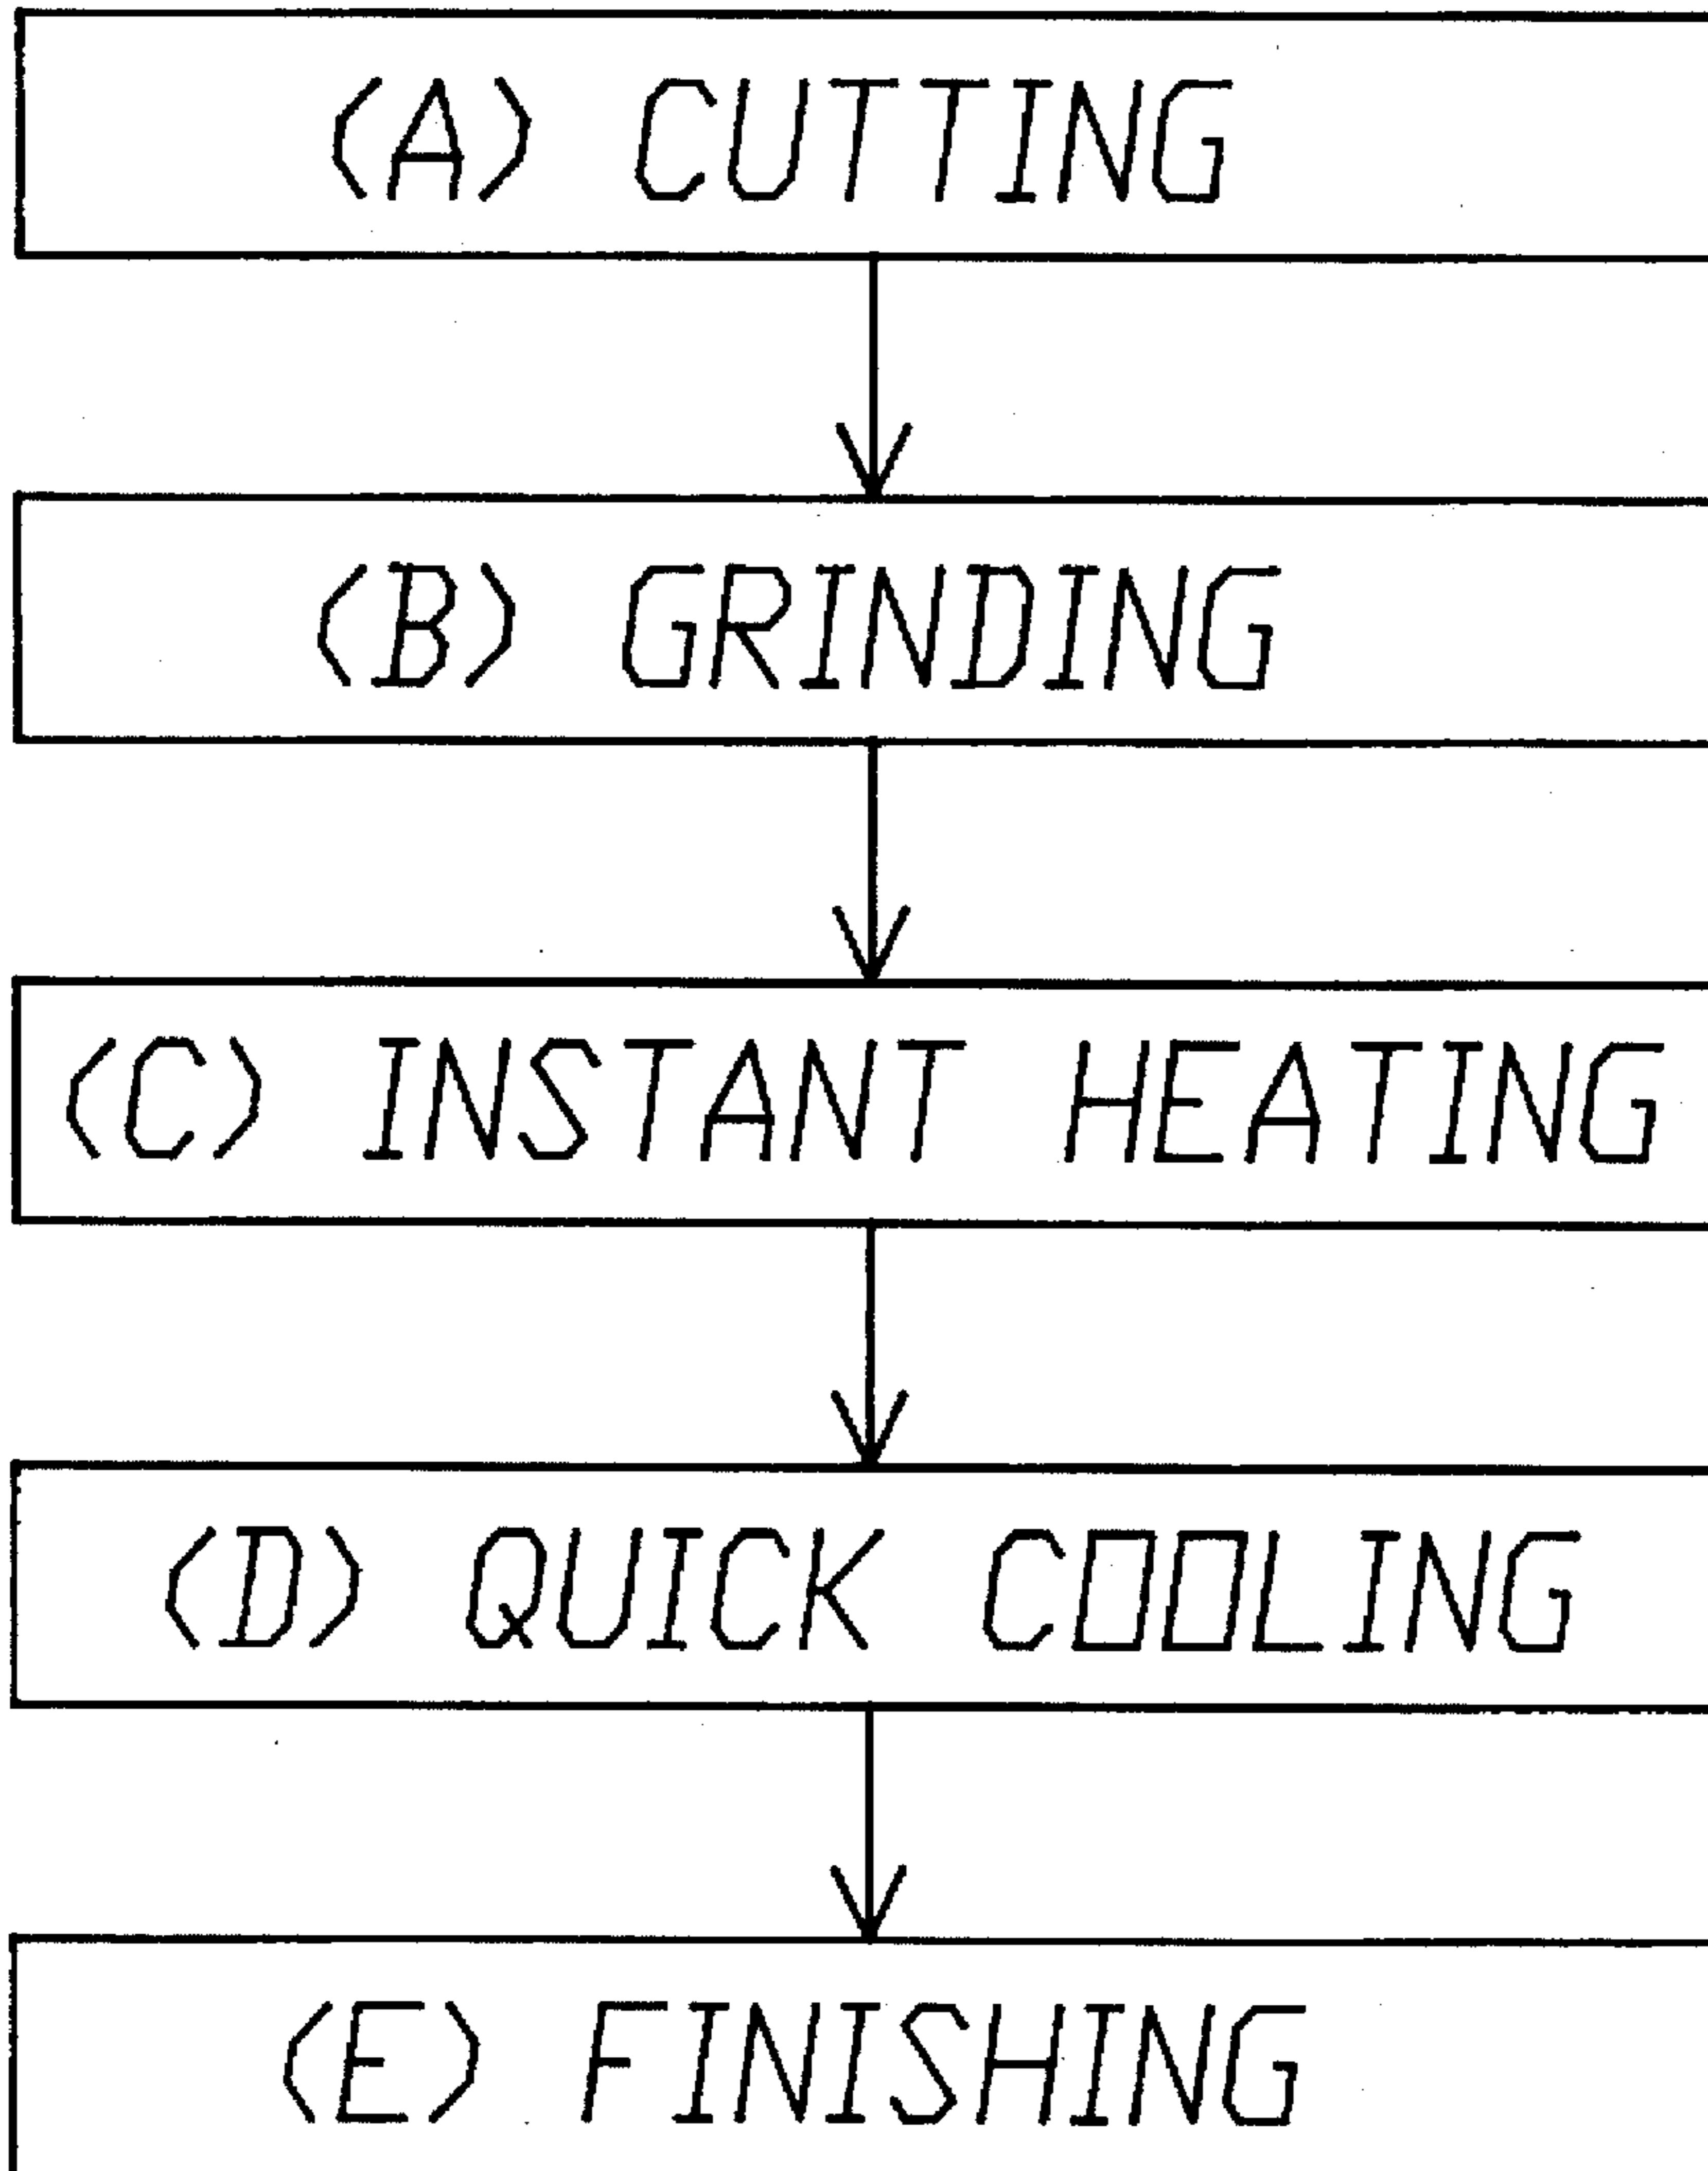 (A) CUTTING
(B) GRINDING
(C) INSTANT HEATING
(D) QUICK COOLING
(E) FINISHING